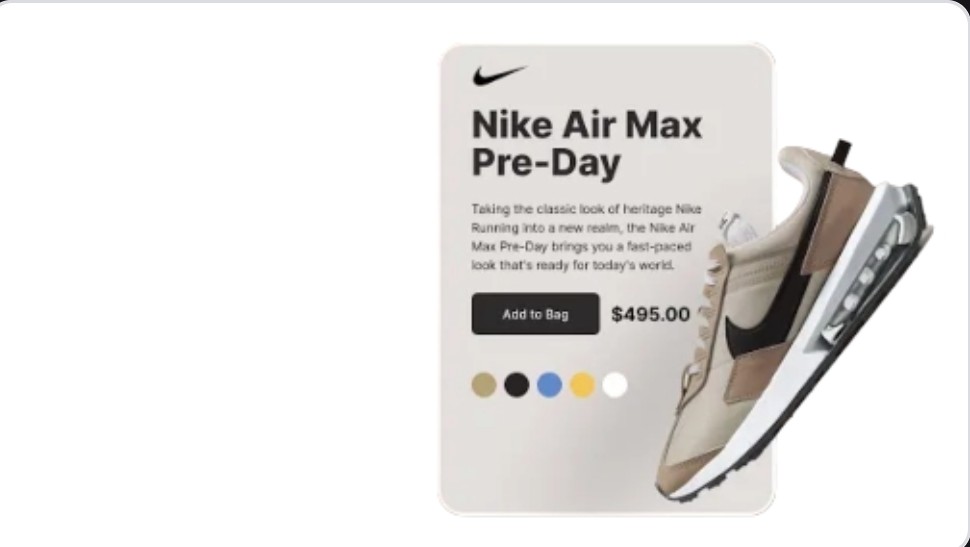 Nike Air Max
Pre-Day
Taking the classic look of heritage Nike
Running into a new realm, the Nike Air
Max Pre-Day brings you a fast-paced
look that's ready for today's world.
Add to Bag $495.00